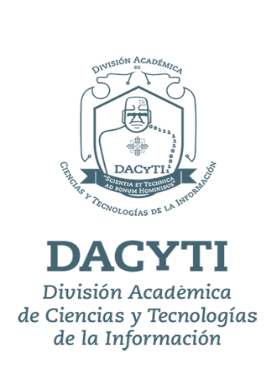 DIVISIÓN ACADÉMICA
DE
DACYTI
"SCIENTIA ET TECHNICA
AD BONUM HOMINIBUS"
CIENCIAS Y TECNOLOGÍAS DE LA INFORMACIÓN
DACYTI
División Académica
de Ciencias y Tecnologías
de la Información